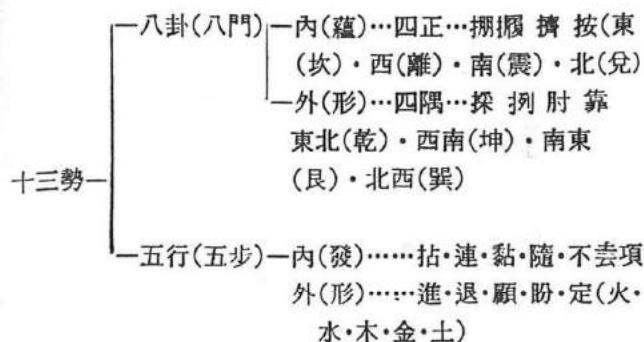 八卦(八門)—內(蘊)…四正…掤履 擠 按(東
(坎)・西(離)・南(震)・北(兌)
外(形)…四隅…採 挒 肘 靠
東北(乾)・西南(坤)・南東
(艮)・北西(巽)
十三勢
五行(五步)—內(發)……拈・連・黏・隨・不丟項
外(形)……進・退・顧・盼・定(火・
水・木・金・土)